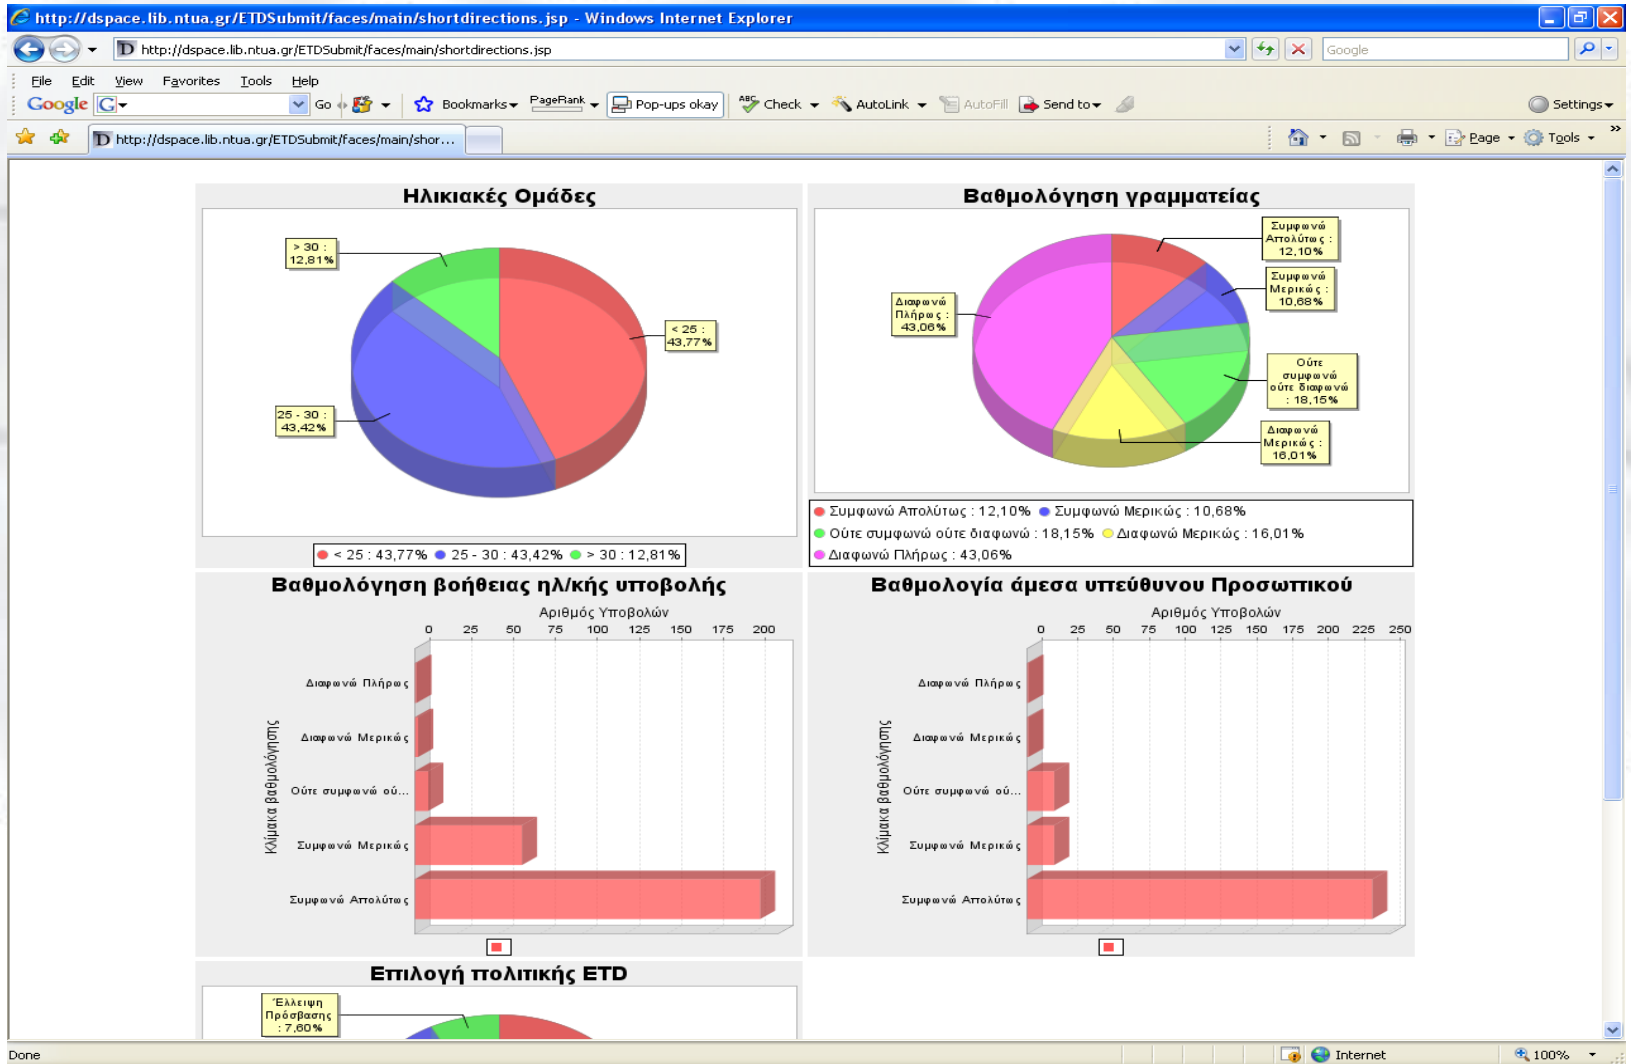 http://dspace.lib.ntua.gr/ETDSubmit/faces/main/shortdirections.jsp - Windows Internet Explorer
http://dspace.lib.ntua.gr/ETDSubmit/faces/main/shortdirections.jsp
Google
File Edit View Favorites Tools Help
Google G Go Bookmarks PageRank Pop-ups okay ABC Check AutoLink AutoFill Send to Settings
http://dspace.lib.ntua.gr/ETDSubmit/faces/main/shor... Page Tools »
Ηλικιακές Ομάδες
> 30 :
12,81%
< 25 :
43,77%
25 - 30 :
43,42%
< 25 : 43,77% 25 - 30 : 43,42% > 30 : 12,81%
Βαθμολόγηση γραμματείας
Συμφωνώ
Απολύτως :
12,10%
Συμφωνώ
Μερικώς :
10,68%
Διαφωνώ
Πλήρως :
43,06%
Ούτε
συμφωνώ
ούτε διαφωνώ
: 18,15%
Διαφωνώ
Μερικώς :
16,01%
Συμφωνώ Απολύτως : 12,10% Συμφωνώ Μερικώς : 10,68%
Ούτε συμφωνώ ούτε διαφωνώ : 18,15% Διαφωνώ Μερικώς : 16,01%
Διαφωνώ Πλήρως : 43,06%
Βαθμολόγηση βοήθειας ηλ/κής υποβολής
Αριθμός Υποβολών
0 25 50 75 100 125 150 175 200
Κλίμακα βαθμολόγησης
Διαφωνώ Πλήρως
Διαφωνώ Μερικώς
Ούτε συμφωνώ ού...
Συμφωνώ Μερικώς
Συμφωνώ Απολύτως
Βαθμολογία άμεσα υπεύθυνου Προσωπικού
Αριθμός Υποβολών
0 25 50 75 100 125 150 175 200 225 250
Κλίμακα βαθμολόγησης
Διαφωνώ Πλήρως
Διαφωνώ Μερικώς
Ούτε συμφωνώ ού...
Συμφωνώ Μερικώς
Συμφωνώ Απολύτως
Επιλογή πολιτικής ETD
Έλλειψη
Πρόσβασης
: 7,60%
Done Internet 100%